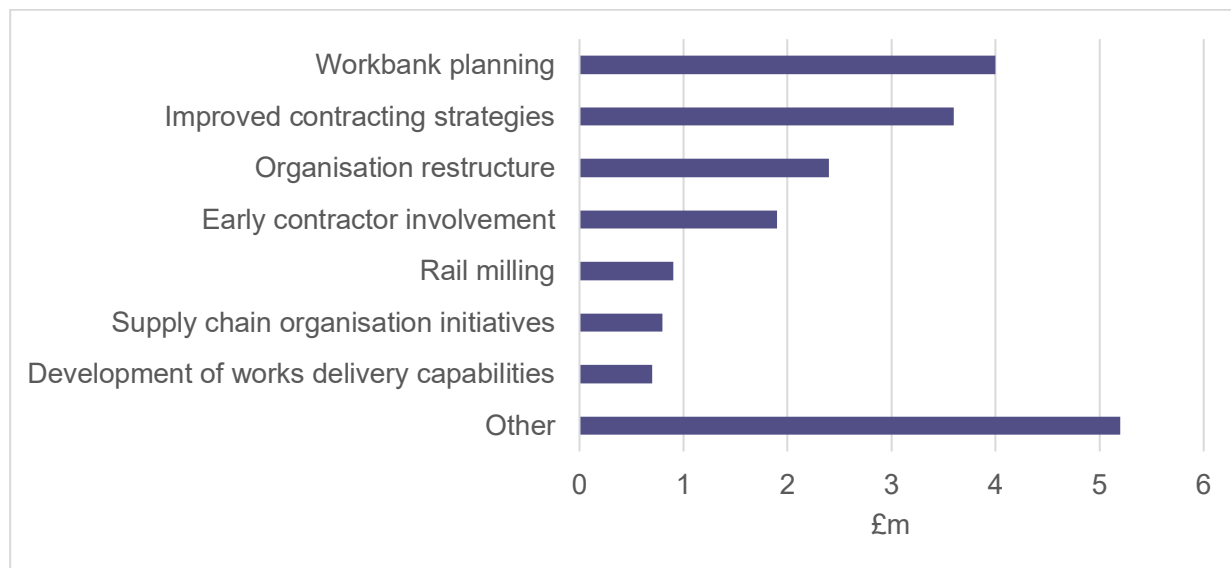 Workbank planning
Improved contracting strategies
Organisation restructure
Early contractor involvement
Rail milling
Supply chain organisation initiatives
Development of works delivery capabilities
Other
0 1 2 3 4 5 6
£m